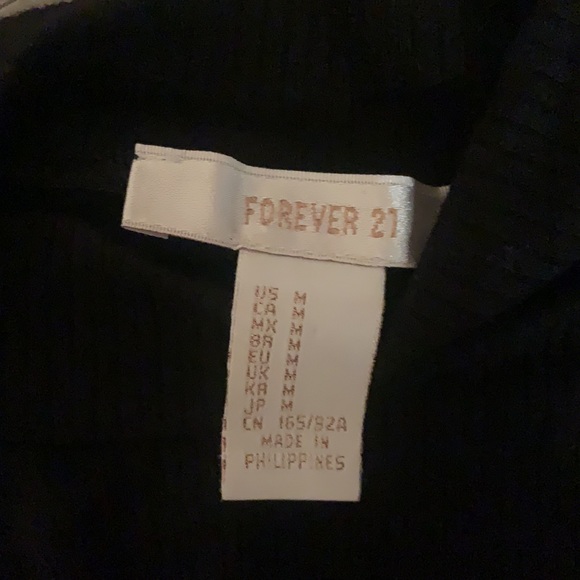 FOREVER 21
US M
CA M
MX M
BR M
EU M
UK M
KR M
JP M
CN 165/92A
MADE IN
PHILIPPINES